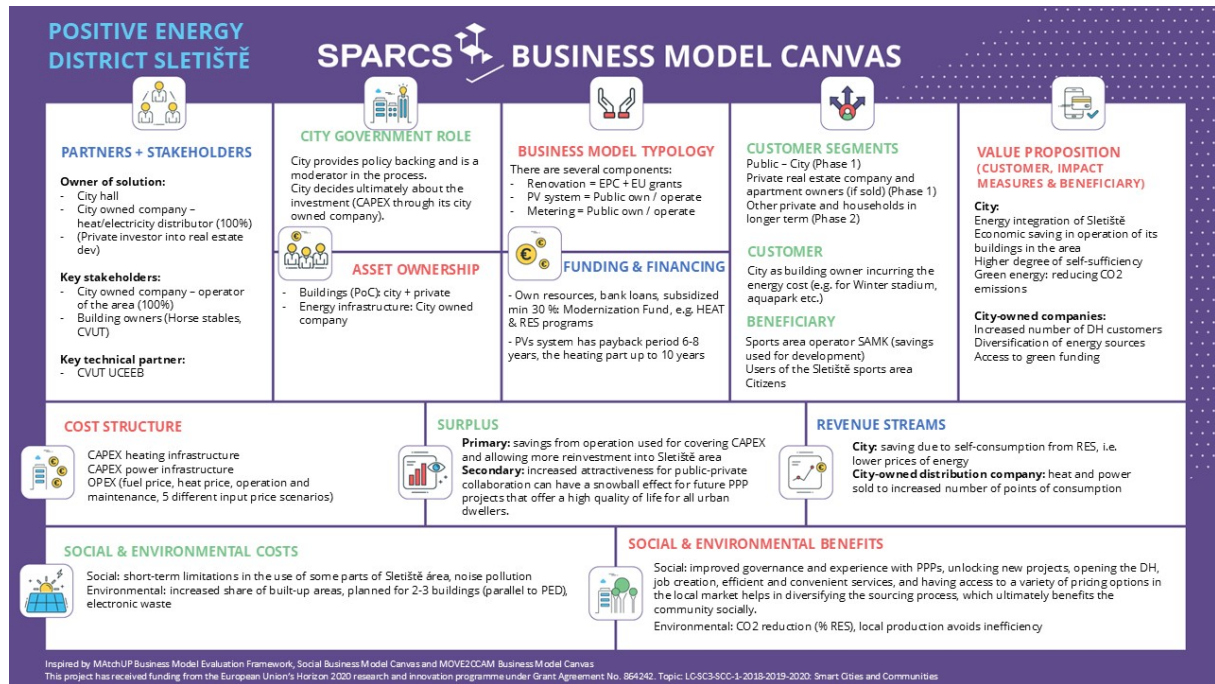 POSITIVE ENERGY
DISTRICT SLETIŠTĚ
SPARCS BUSINESS MODEL CANVAS
PARTNERS + STAKEHOLDERS
Owner of solution:
- City hall
- City owned company –
heat/electricity distributor (100%)
- (Private investor into real estate
dev)
Key stakeholders:
- City owned company – operator
of the area (100%)
- Building owners (Horse stables,
CVUT)
Key technical partner:
- CVUT UCEEB
CITY GOVERNMENT ROLE
City provides policy backing and is a
moderator in the process.
City decides ultimately about the
investment (CAPEX through its city
owned company).
ASSET OWNERSHIP
- Buildings (PoC): city + private
- Energy infrastructure: City owned
company
BUSINESS MODEL TYPOLOGY
There are several components:
- Renovation = EPC + EU grants
- PV system = Public own / operate
- Metering = Public own / operate
FUNDING & FINANCING
- Own resources, bank loans, subsidized
min 30 %: Modernization Fund, e.g. HEAT
& RES programs
- PVs system has payback period 6-8
years, the heating part up to 10 years
CUSTOMER SEGMENTS
Public – City (Phase 1)
Private real estate company and
apartment owners (if sold) (Phase 1)
Other private and households in
longer term (Phase 2)
CUSTOMER
City as building owner incurring the
energy cost (e.g. for Winter stadium,
aquapark etc.)
BENEFICIARY
Sports area operator SAMK (savings
used for development)
Users of the Sletiště sports area
Citizens
VALUE PROPOSITION
(CUSTOMER, IMPACT
MEASURES & BENEFICIARY)
City:
Energy integration of Sletiště
Economic saving in operation of its
buildings in the area
Higher degree of self-sufficiency
Green energy: reducing CO2
emissions
City-owned companies:
Increased number of DH customers
Diversification of energy sources
Access to green funding
COST STRUCTURE
CAPEX heating infrastructure
CAPEX power infrastructure
OPEX (fuel price, heat price, operation and
maintenance, 5 different input price scenarios)
SURPLUS
Primary: savings from operation used for covering CAPEX
and allowing more reinvestment into Sletiště area
Secondary: increased attractiveness for public-private
collaboration can have a snowball effect for future PPP
projects that offer a high quality of life for all urban
dwellers.
REVENUE STREAMS
City: saving due to self-consumption from RES, i.e.
lower prices of energy
City-owned distribution company: heat and power
sold to increased number of points of consumption
SOCIAL & ENVIRONMENTAL COSTS
Social: short-term limitations in the use of some parts of Sletiště área, noise pollution
Environmental: increased share of built-up areas, planned for 2-3 buildings (parallel to PED),
electronic waste
SOCIAL & ENVIRONMENTAL BENEFITS
Social: improved governance and experience with PPPs, unlocking new projects, opening the DH,
job creation, efficient and convenient services, and having access to a variety of pricing options in
the local market helps in diversifying the sourcing process, which ultimately benefits the
community socially.
Environmental: CO2 reduction (% RES), local production avoids inefficiency
Inspired by MAtchUP Business Model Evaluation Framework, Social Business Model Canvas and MOVE2CCAM Business Model Canvas
This project has received funding from the European Union's Horizon 2020 research and innovation programme under Grant Agreement No. 864242. Topic: LC-SC3-SCC-1-2018-2019-2020: Smart Cities and Communities